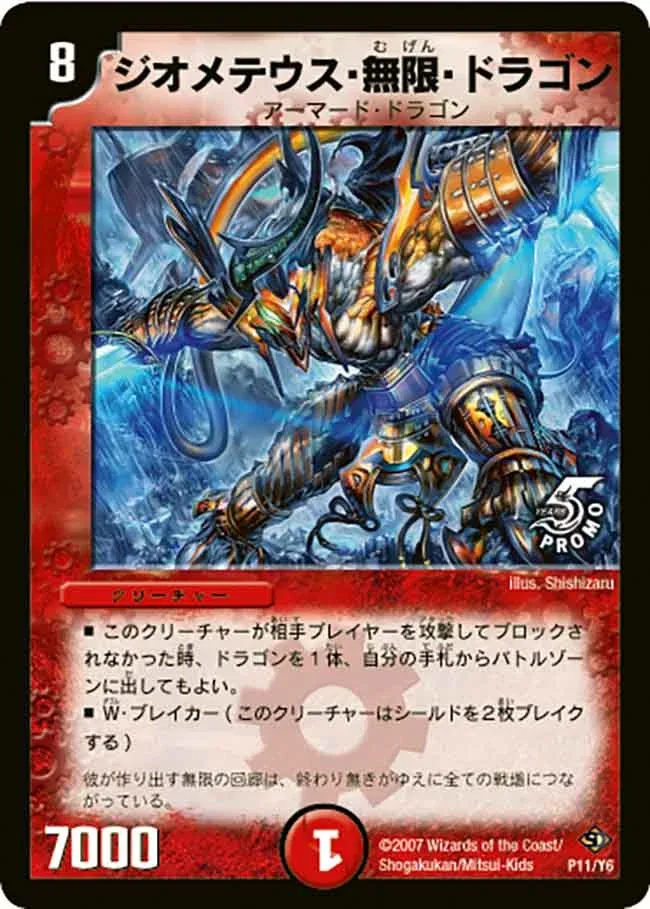 8
ジオメテウス・無限・ドラゴン
むげん
アーマード・ドラゴン
5
YEARS
PROMO
illus. Shishizaru
クリーチャー
■ このクリーチャーが相手プレイヤーを攻撃してブロックさ
れなかった時、ドラゴンを1体、自分の手札からバトルゾー
ンに出してもよい。
■ W・ブレイカー ( このクリーチャーはシールドを2枚ブレイク
する )
彼が作り出す無限の回廊は、終わり無きがゆえに全ての戦場につな
がっている。
7000
1
©2007 Wizards of the Coast/
Shogakukan/Mitsui-Kids
P11/Y6